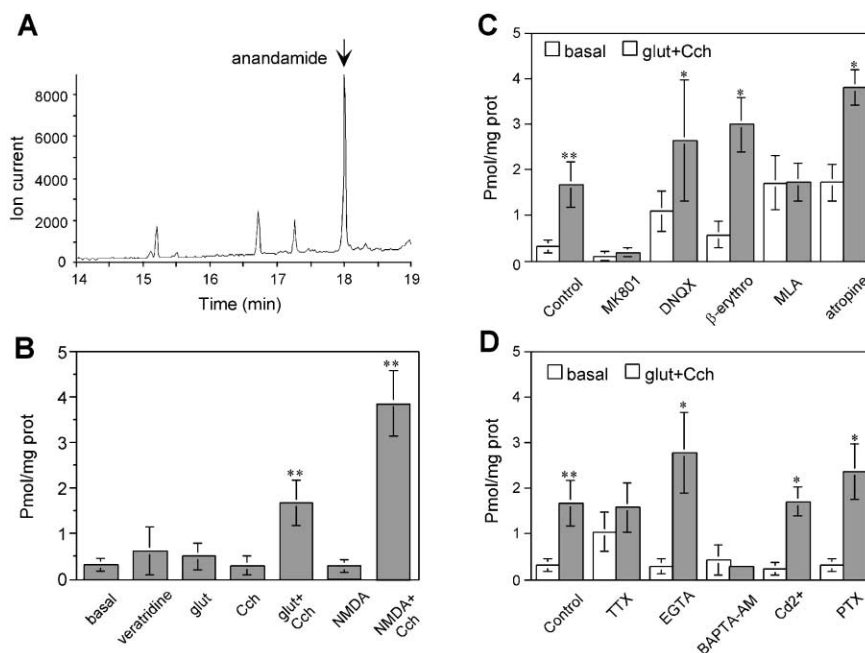 A
anandamide
Ion current
8000
6000
4000
2000
0
14 15 16 17 18 19
Time (min)
B
Pmol/mg prot
5
4
3
2
1
0
**
**
basal
veratridine
glut
Cch
glut+
Cch
NMDA
NMDA+
Cch
C
basal glut+Cch
Pmol/mg prot
5
4
3
2
1
0
**
*
*
*
Control
MK801
DNQX
β-erythro
MLA
atropine
D
basal glut+Cch
Pmol/mg prot
5
4
3
2
1
0
**
*
*
*
Control
TTX
EGTA
BAPTA-AM
Cd2+
PTX